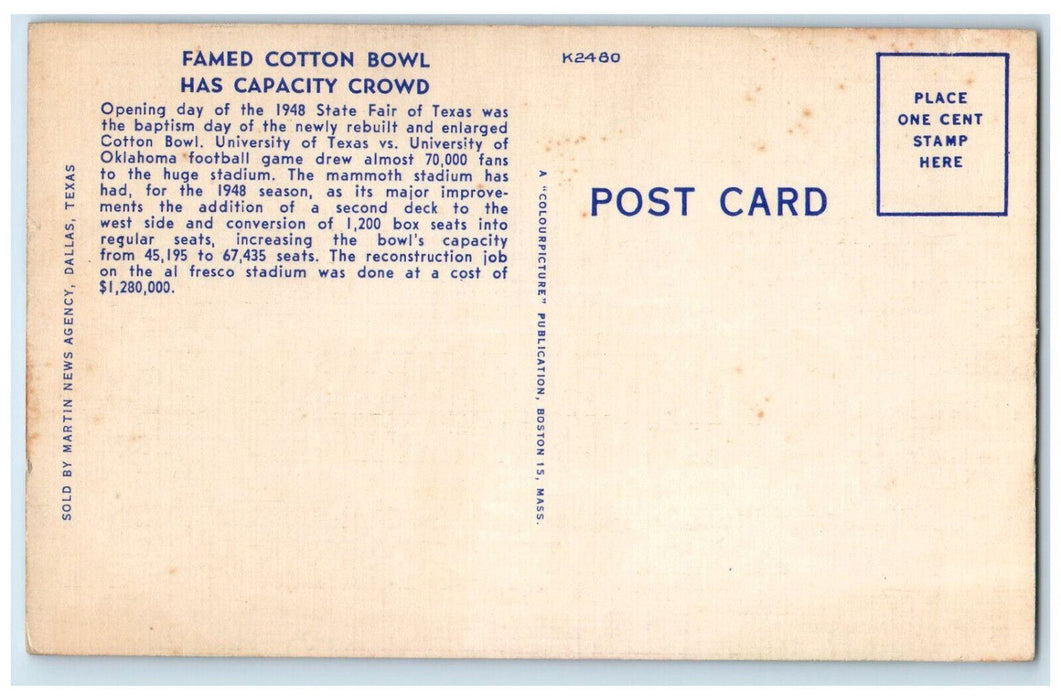 FAMED COTTON BOWL
HAS CAPACITY CROWD
Opening day of the 1948 State Fair of Texas was
the baptism day of the newly rebuilt and enlarged
Cotton Bowl. University of Texas vs. University of
Oklahoma football game drew almost 70,000 fans
to the huge stadium. The mammoth stadium has
had, for the 1948 season, as its major improve-
ments the addition of a second deck to the
west side and conversion of 1,200 box seats into
regular seats, increasing the bowl's capacity
from 45,195 to 67,435 seats. The reconstruction job
on the al fresco stadium was done at a cost of
$1,280,000.
SOLD BY MARTIN NEWS AGENCY, DALLAS, TEXAS
A "COLOURPICTURE" PUBLICATION, BOSTON 15, MASS.
K2480
POST CARD
PLACE
ONE CENT
STAMP
HERE